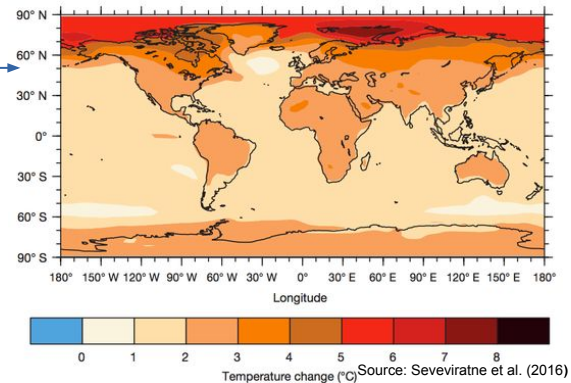 90° N
60° N
30° N
0°
30° S
60° S
90° S
180° 150° W 120° W 90° W 60° W 30° W 0° 30° E 60° E 90° E 120° E 150° E 180°
Longitude
0 1 2 3 4 5 6 7 8
Temperature change (°C)
Source: Seveviratne et al. (2016)